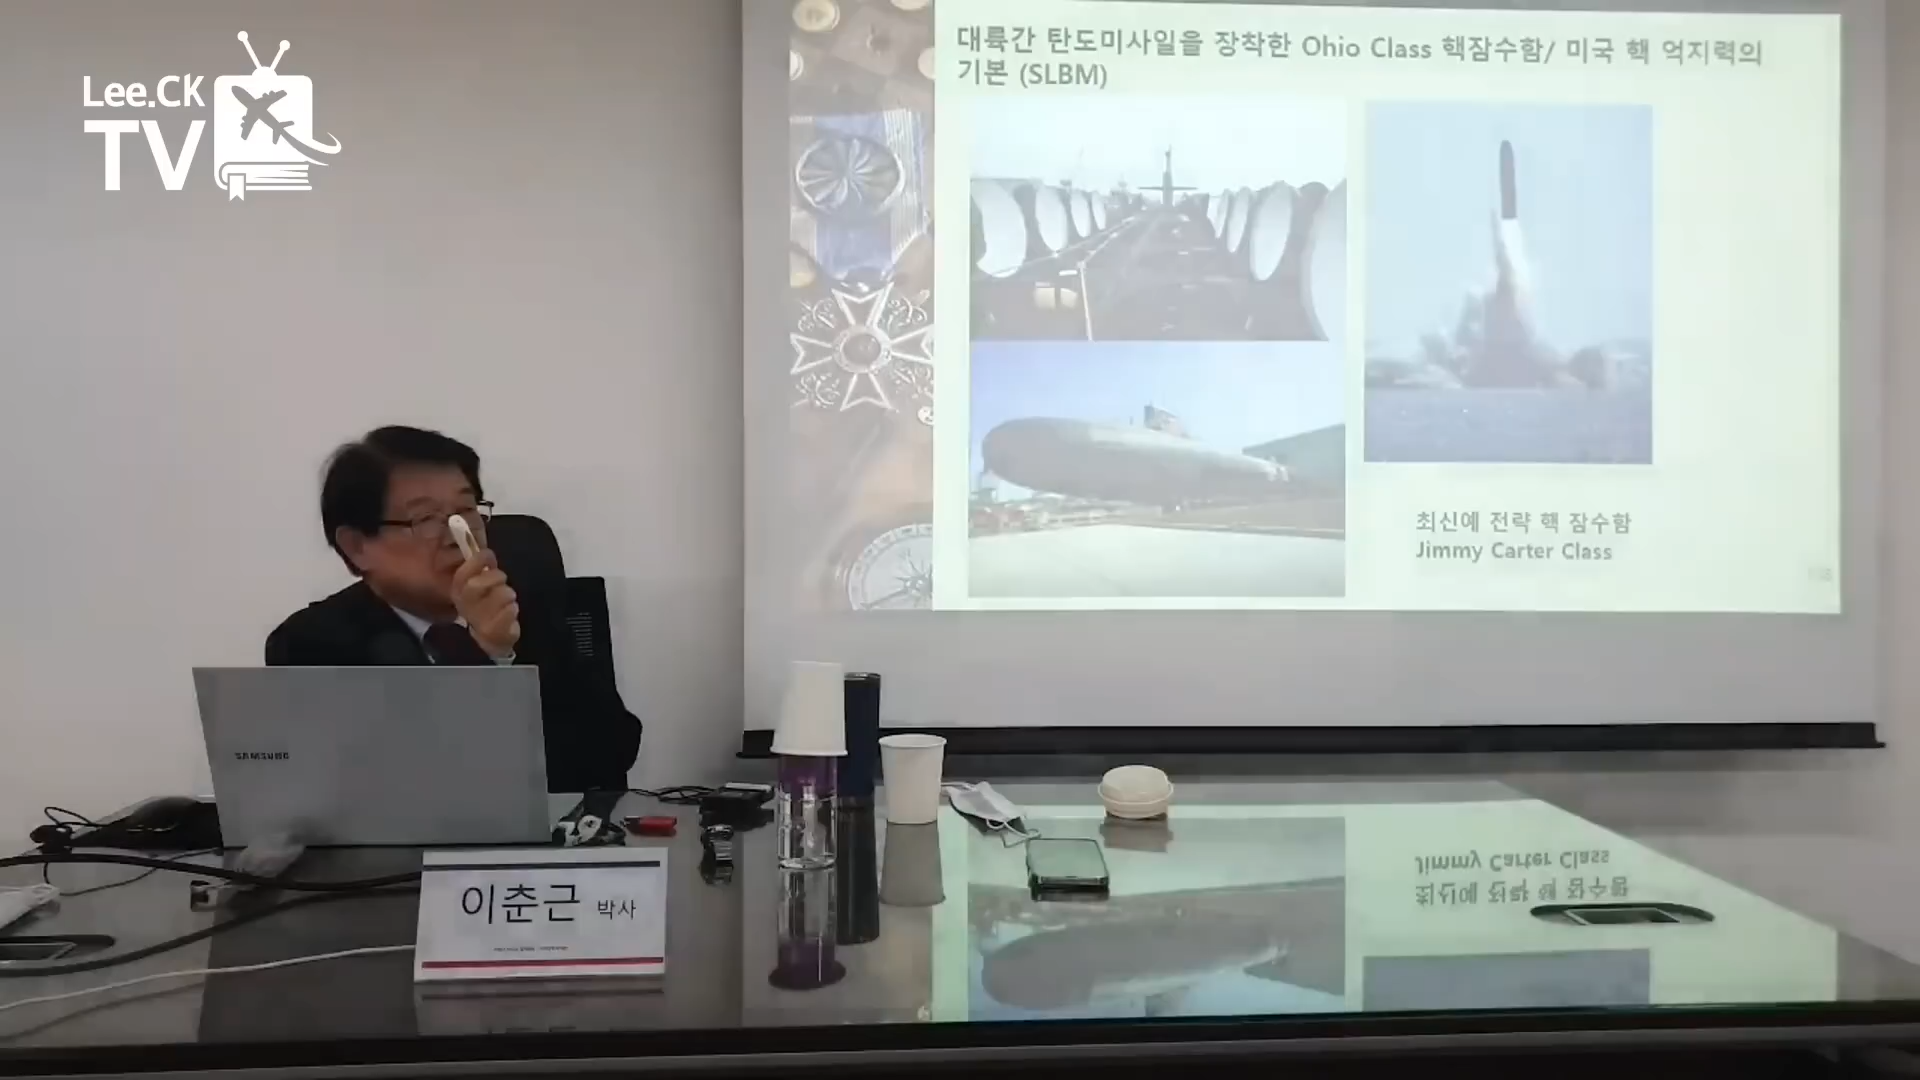 Lee.CK
TV
대륙간 탄도미사일을 장착한 Ohio Class 핵잠수함/ 미국 핵 억지력의
기본 (SLBM)
최신예 전략 핵 잠수함
Jimmy Carter Class
SAMSUNG
이춘근 박사